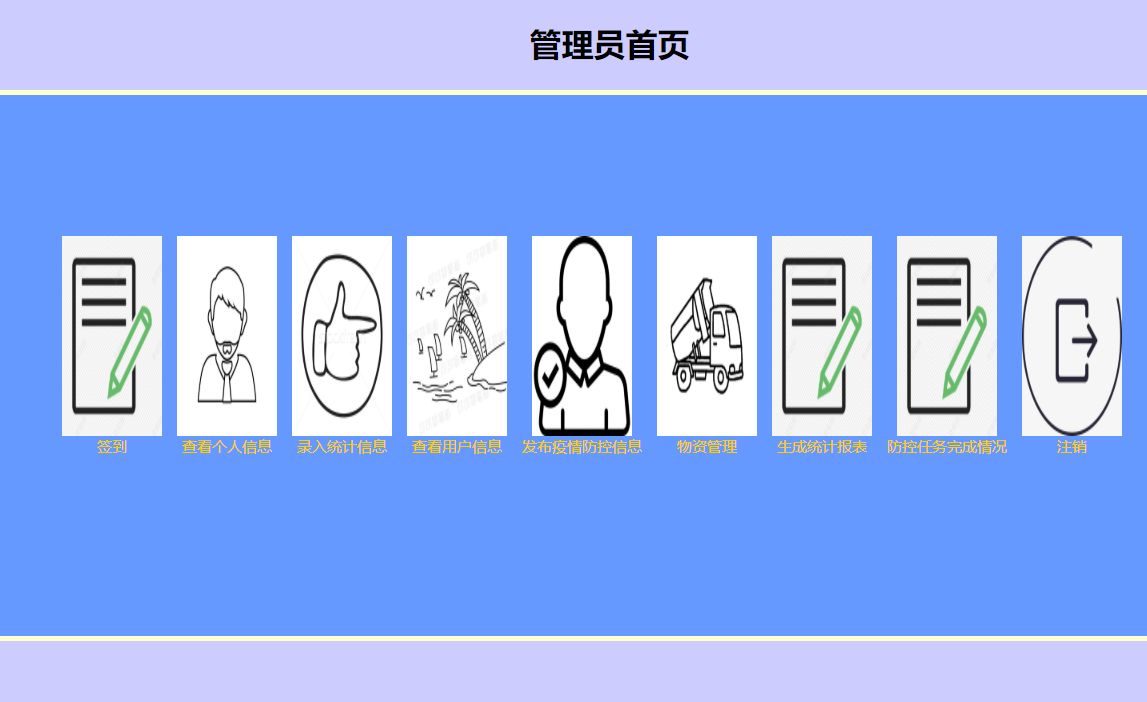 管理员首页
签到
查看个人信息
录入统计信息
查看用户信息
发布疫情防控信息
物资管理
生成统计报表
防控任务完成情况
注销